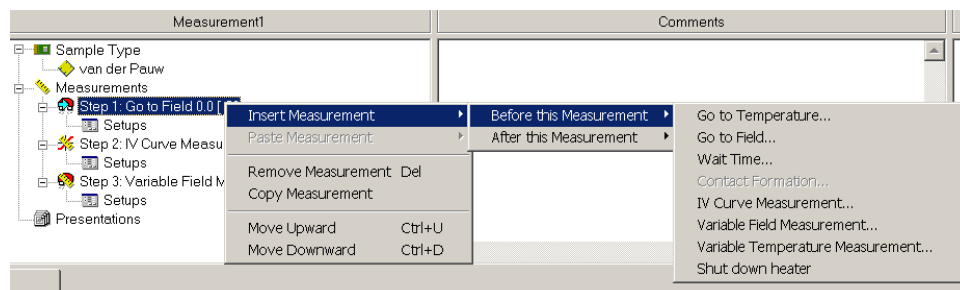 Measurement1
Comments
Sample Type
van der Pauw
Measurements
Step 1: Go to Field 0.0 [
Setups
Step 2: IV Curve Measu
Setups
Step 3: Variable Field M
Setups
Presentations
Insert Measurement
Paste Measurement
Remove Measurement Del
Copy Measurement
Move Upward Ctrl+U
Move Downward Ctrl+D
Before this Measurement
After this Measurement
Go to Temperature...
Go to Field...
Wait Time...
Contact Formation...
IV Curve Measurement...
Variable Field Measurement...
Variable Temperature Measurement...
Shut down heater